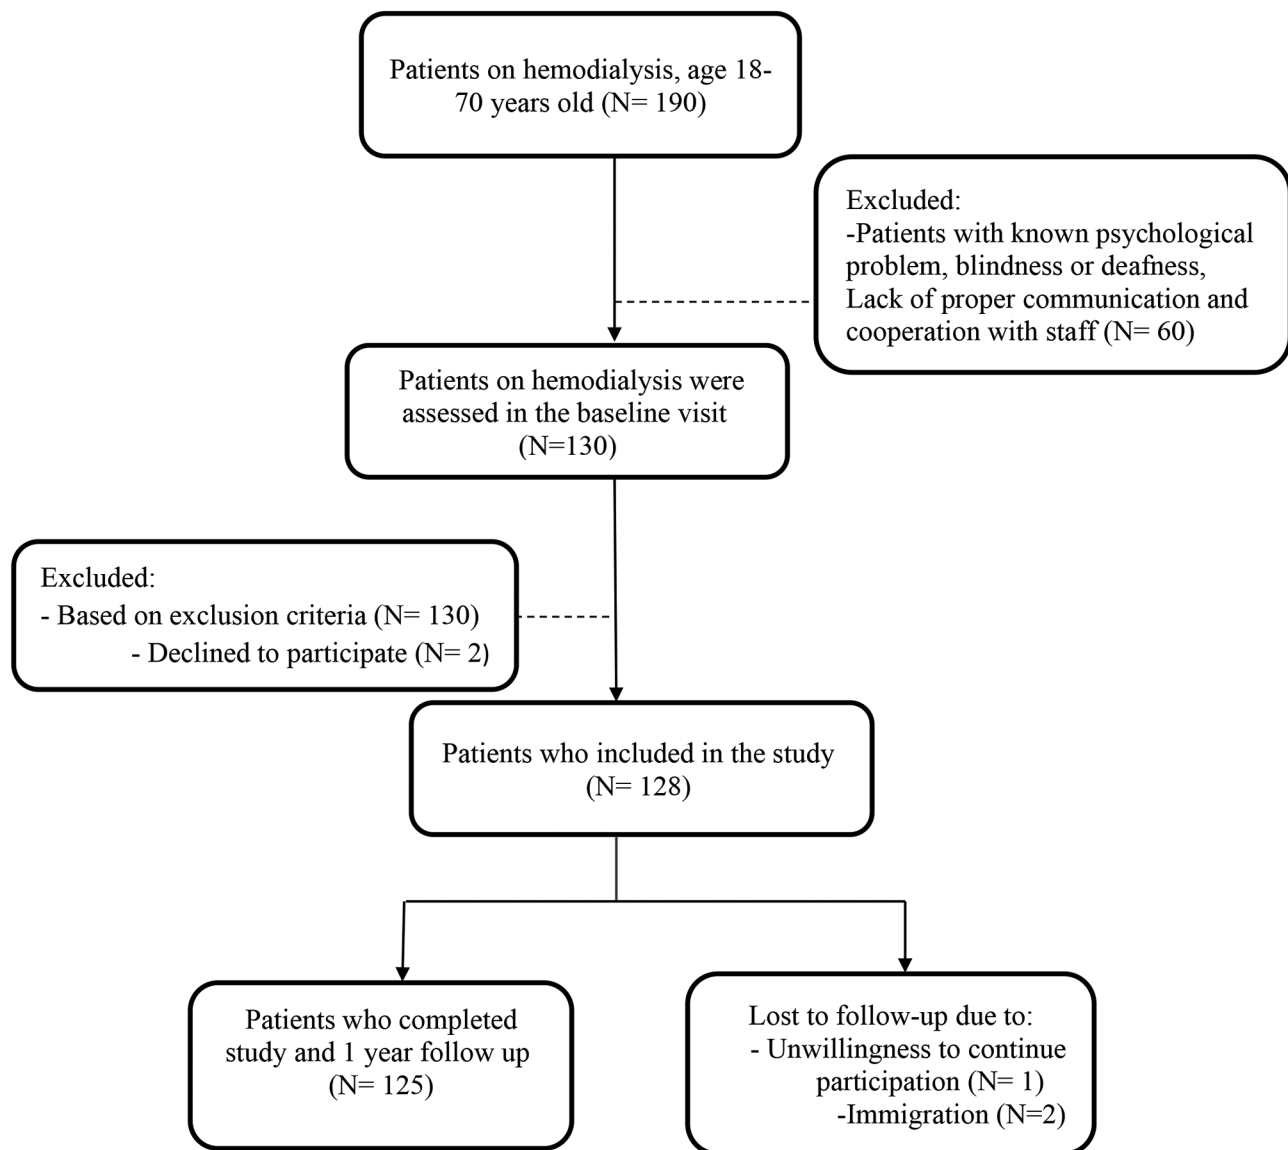 Patients on hemodialysis, age 18-
70 years old (N= 190)
Excluded:
-Patients with known psychological
problem, blindness or deafness,
Lack of proper communication and
cooperation with staff (N= 60)
Patients on hemodialysis were
assessed in the baseline visit
(N=130)
Excluded:
- Based on exclusion criteria (N= 130)
- Declined to participate (N= 2)
Patients who included in the study
(N= 128)
Patients who completed
study and 1 year follow up
(N= 125)
Lost to follow-up due to:
- Unwillingness to continue
participation (N= 1)
-Immigration (N=2)